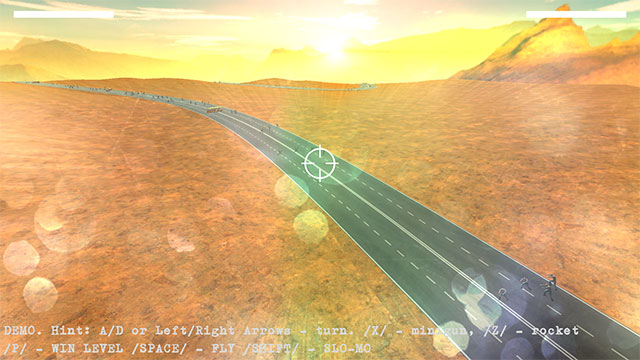 DEMO. Hint: A/D or Left/Right Arrows - turn. /X/ - minigun, /Z/ - rocket
/P/ - WIN LEVEL /SPACE/ - FLY /SHIFT/ - SLO-MO